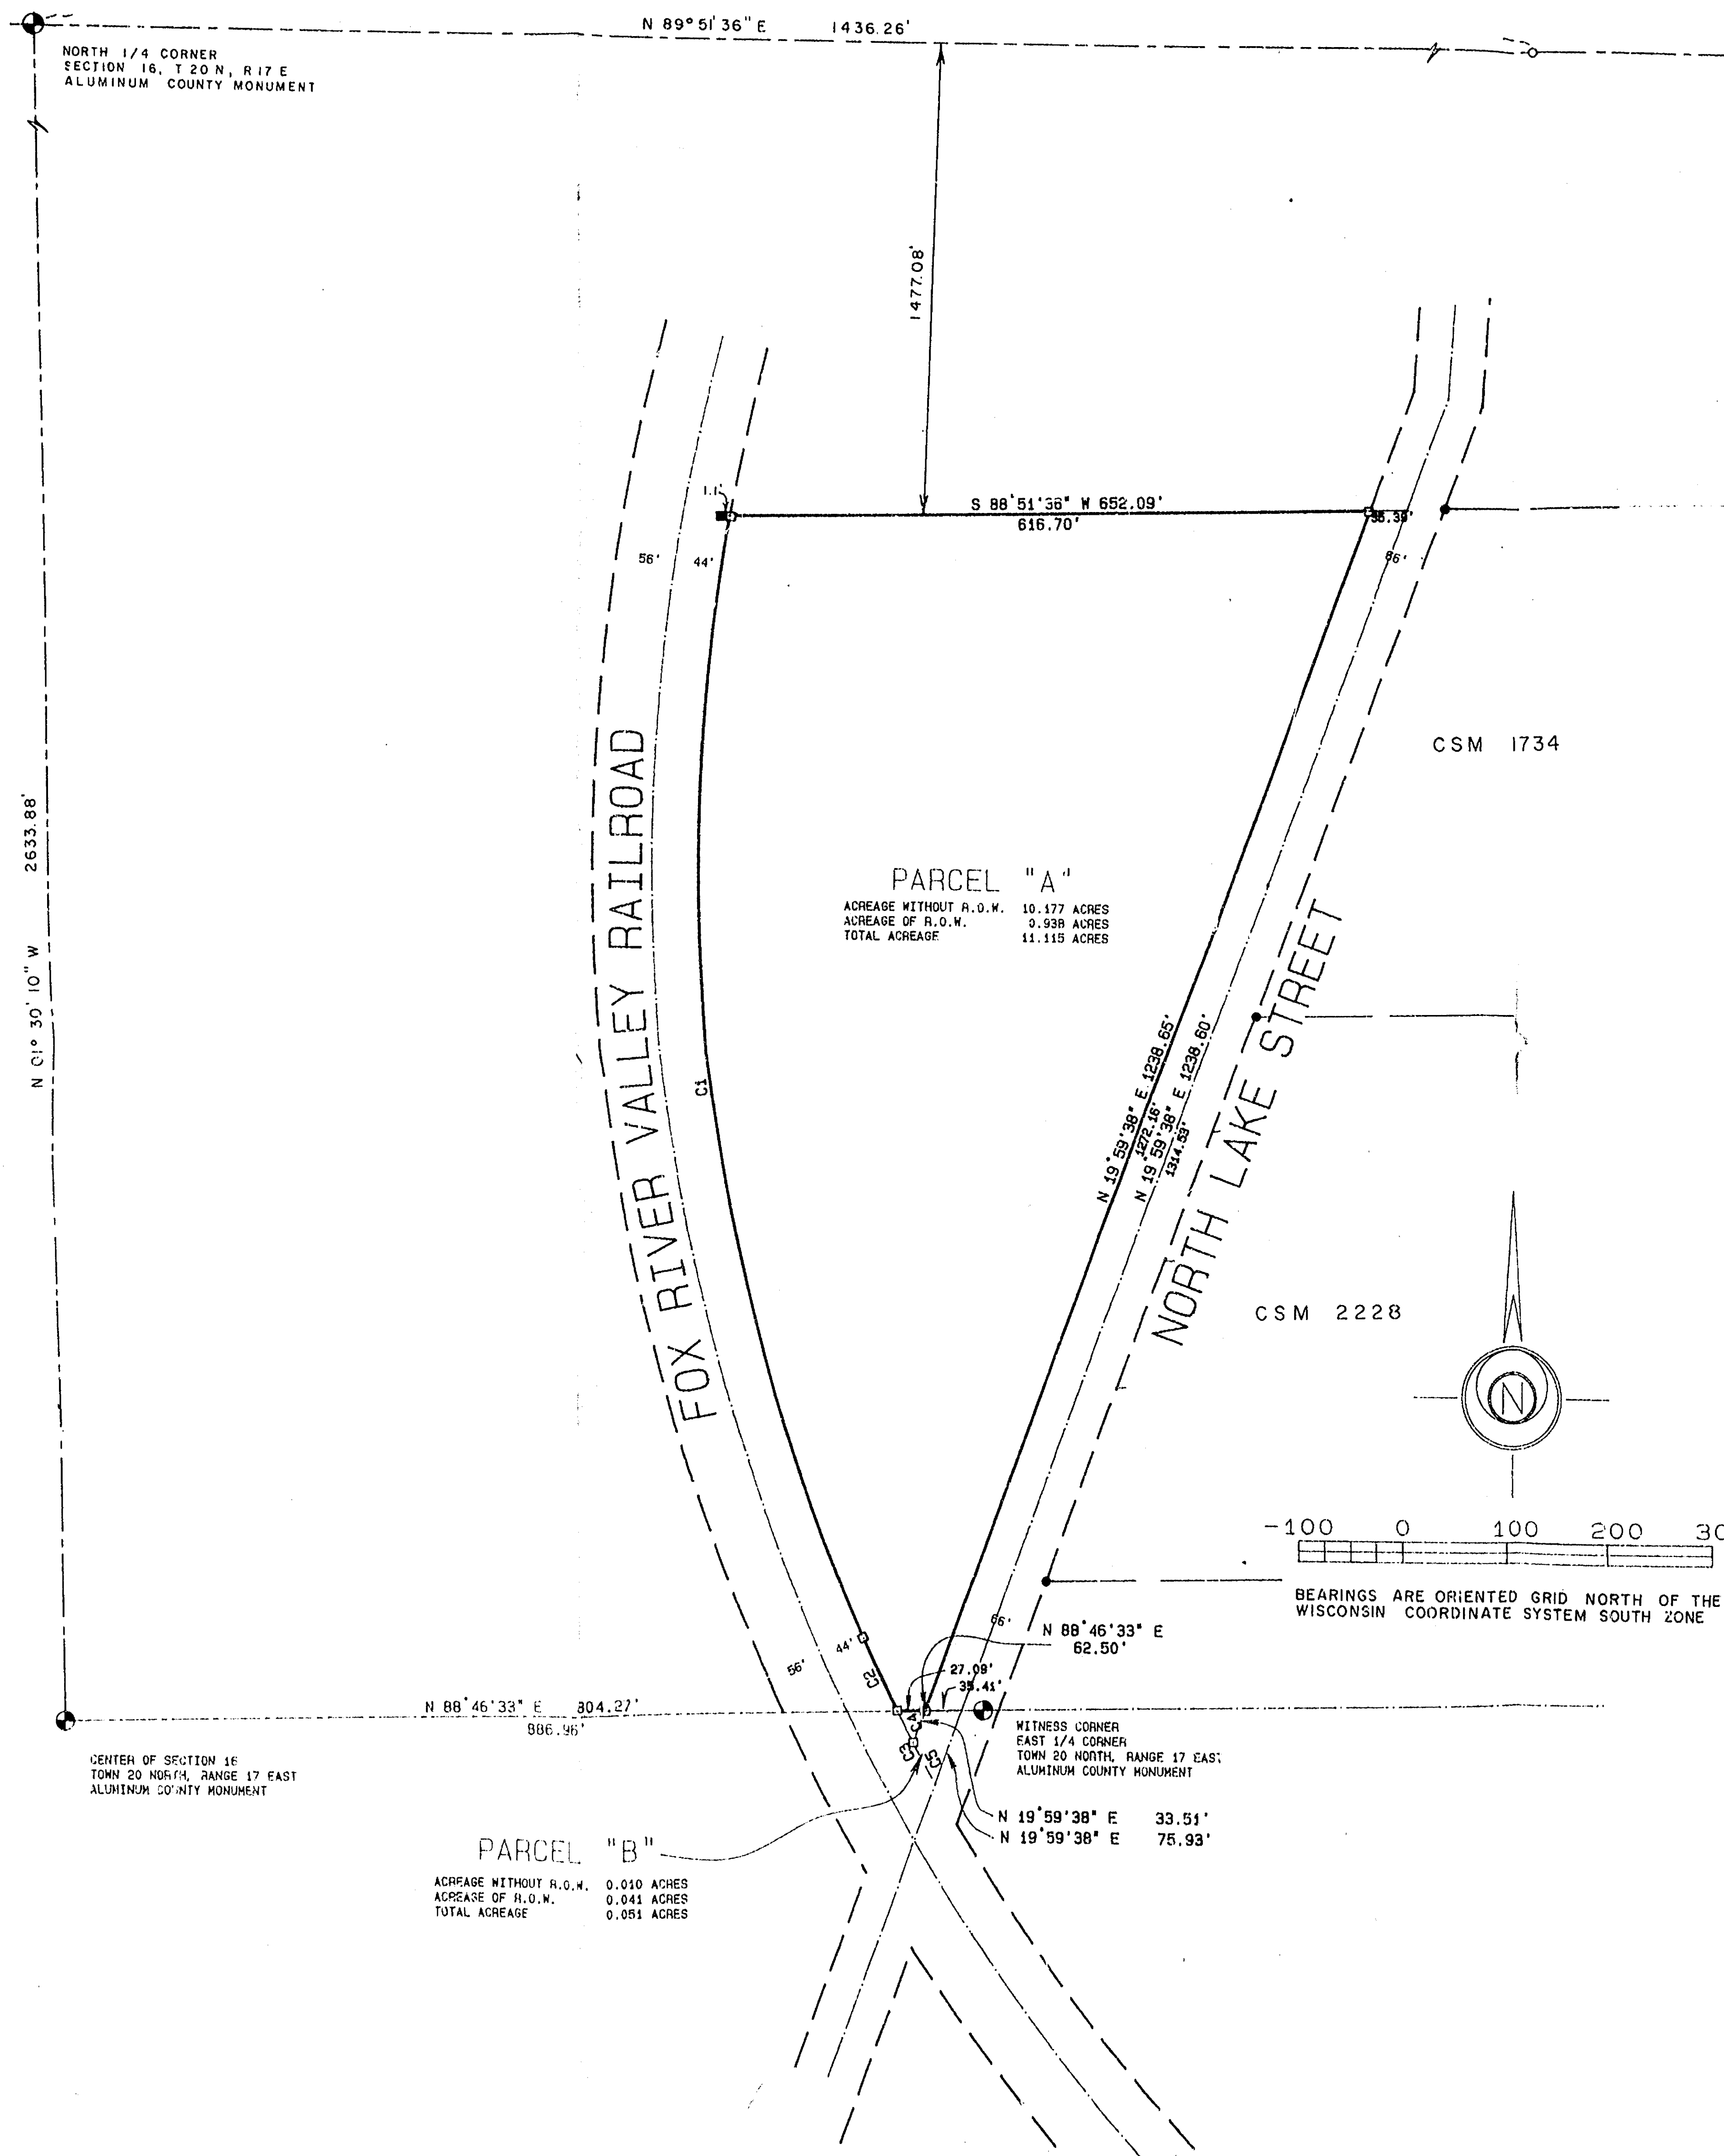 N 89° 51' 36" E 1436.26'
NORTH 1/4 CORNER
SECTION 16, T 20 N, R 17 E
ALUMINUM COUNTY MONUMENT
1477.08'
1.1'
S 88°51'36" W 652.09'
616.70'
35.39'
56'
44'
66'
CSM 1734
N 01° 30' 10" W 2633.88'
FOX RIVER VALLEY RAILROAD
PARCEL "A"
ACREAGE WITHOUT R.O.W. 10.177 ACRES
ACREAGE OF R.O.W. 0.938 ACRES
TOTAL ACREAGE 11.115 ACRES
C1
N 19°59'38" E 1238.65'
1272.16'
N 19°59'38" E 1238.60'
1314.53'
NORTH LAKE STREET
CSM 2228
N
-100 0 100 200 30
BEARINGS ARE ORIENTED GRID NORTH OF THE
WISCONSIN COORDINATE SYSTEM SOUTH ZONE
66'
N 88°46'33" E
62.50'
44'
56'
C2
27.09'
35.41'
N 88°46'33" E 804.27'
886.96'
C4
C3
C5
CENTER OF SECTION 16
TOWN 20 NORTH, RANGE 17 EAST
ALUMINUM COUNTY MONUMENT
WITNESS CORNER
EAST 1/4 CORNER
TOWN 20 NORTH, RANGE 17 EAST
ALUMINUM COUNTY MONUMENT
N 19°59'38" E 33.51'
N 19°59'38" E 75.93'
PARCEL "B"
ACREAGE WITHOUT R.O.W. 0.010 ACRES
ACREAGE OF R.O.W. 0.041 ACRES
TOTAL ACREAGE 0.051 ACRES